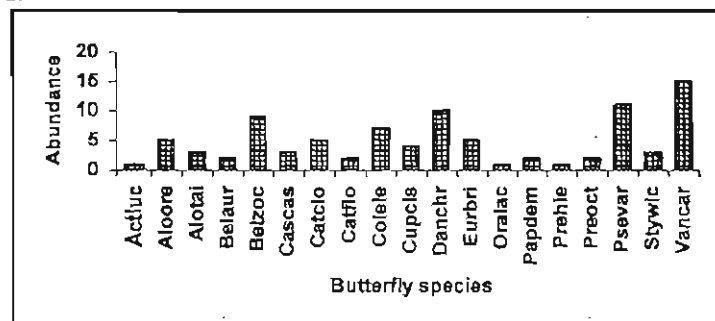 20
15
10
5
0
Abundance
Actluc
Aloore
Alotai
Belaur
Belzoc
Cascas
Catclo
Catflo
Colele
Cupcls
Danchr
Eurbri
Oralac
Papdem
Prehle
Preoct
Psevar
Stywic
Vancar
Butterfly species